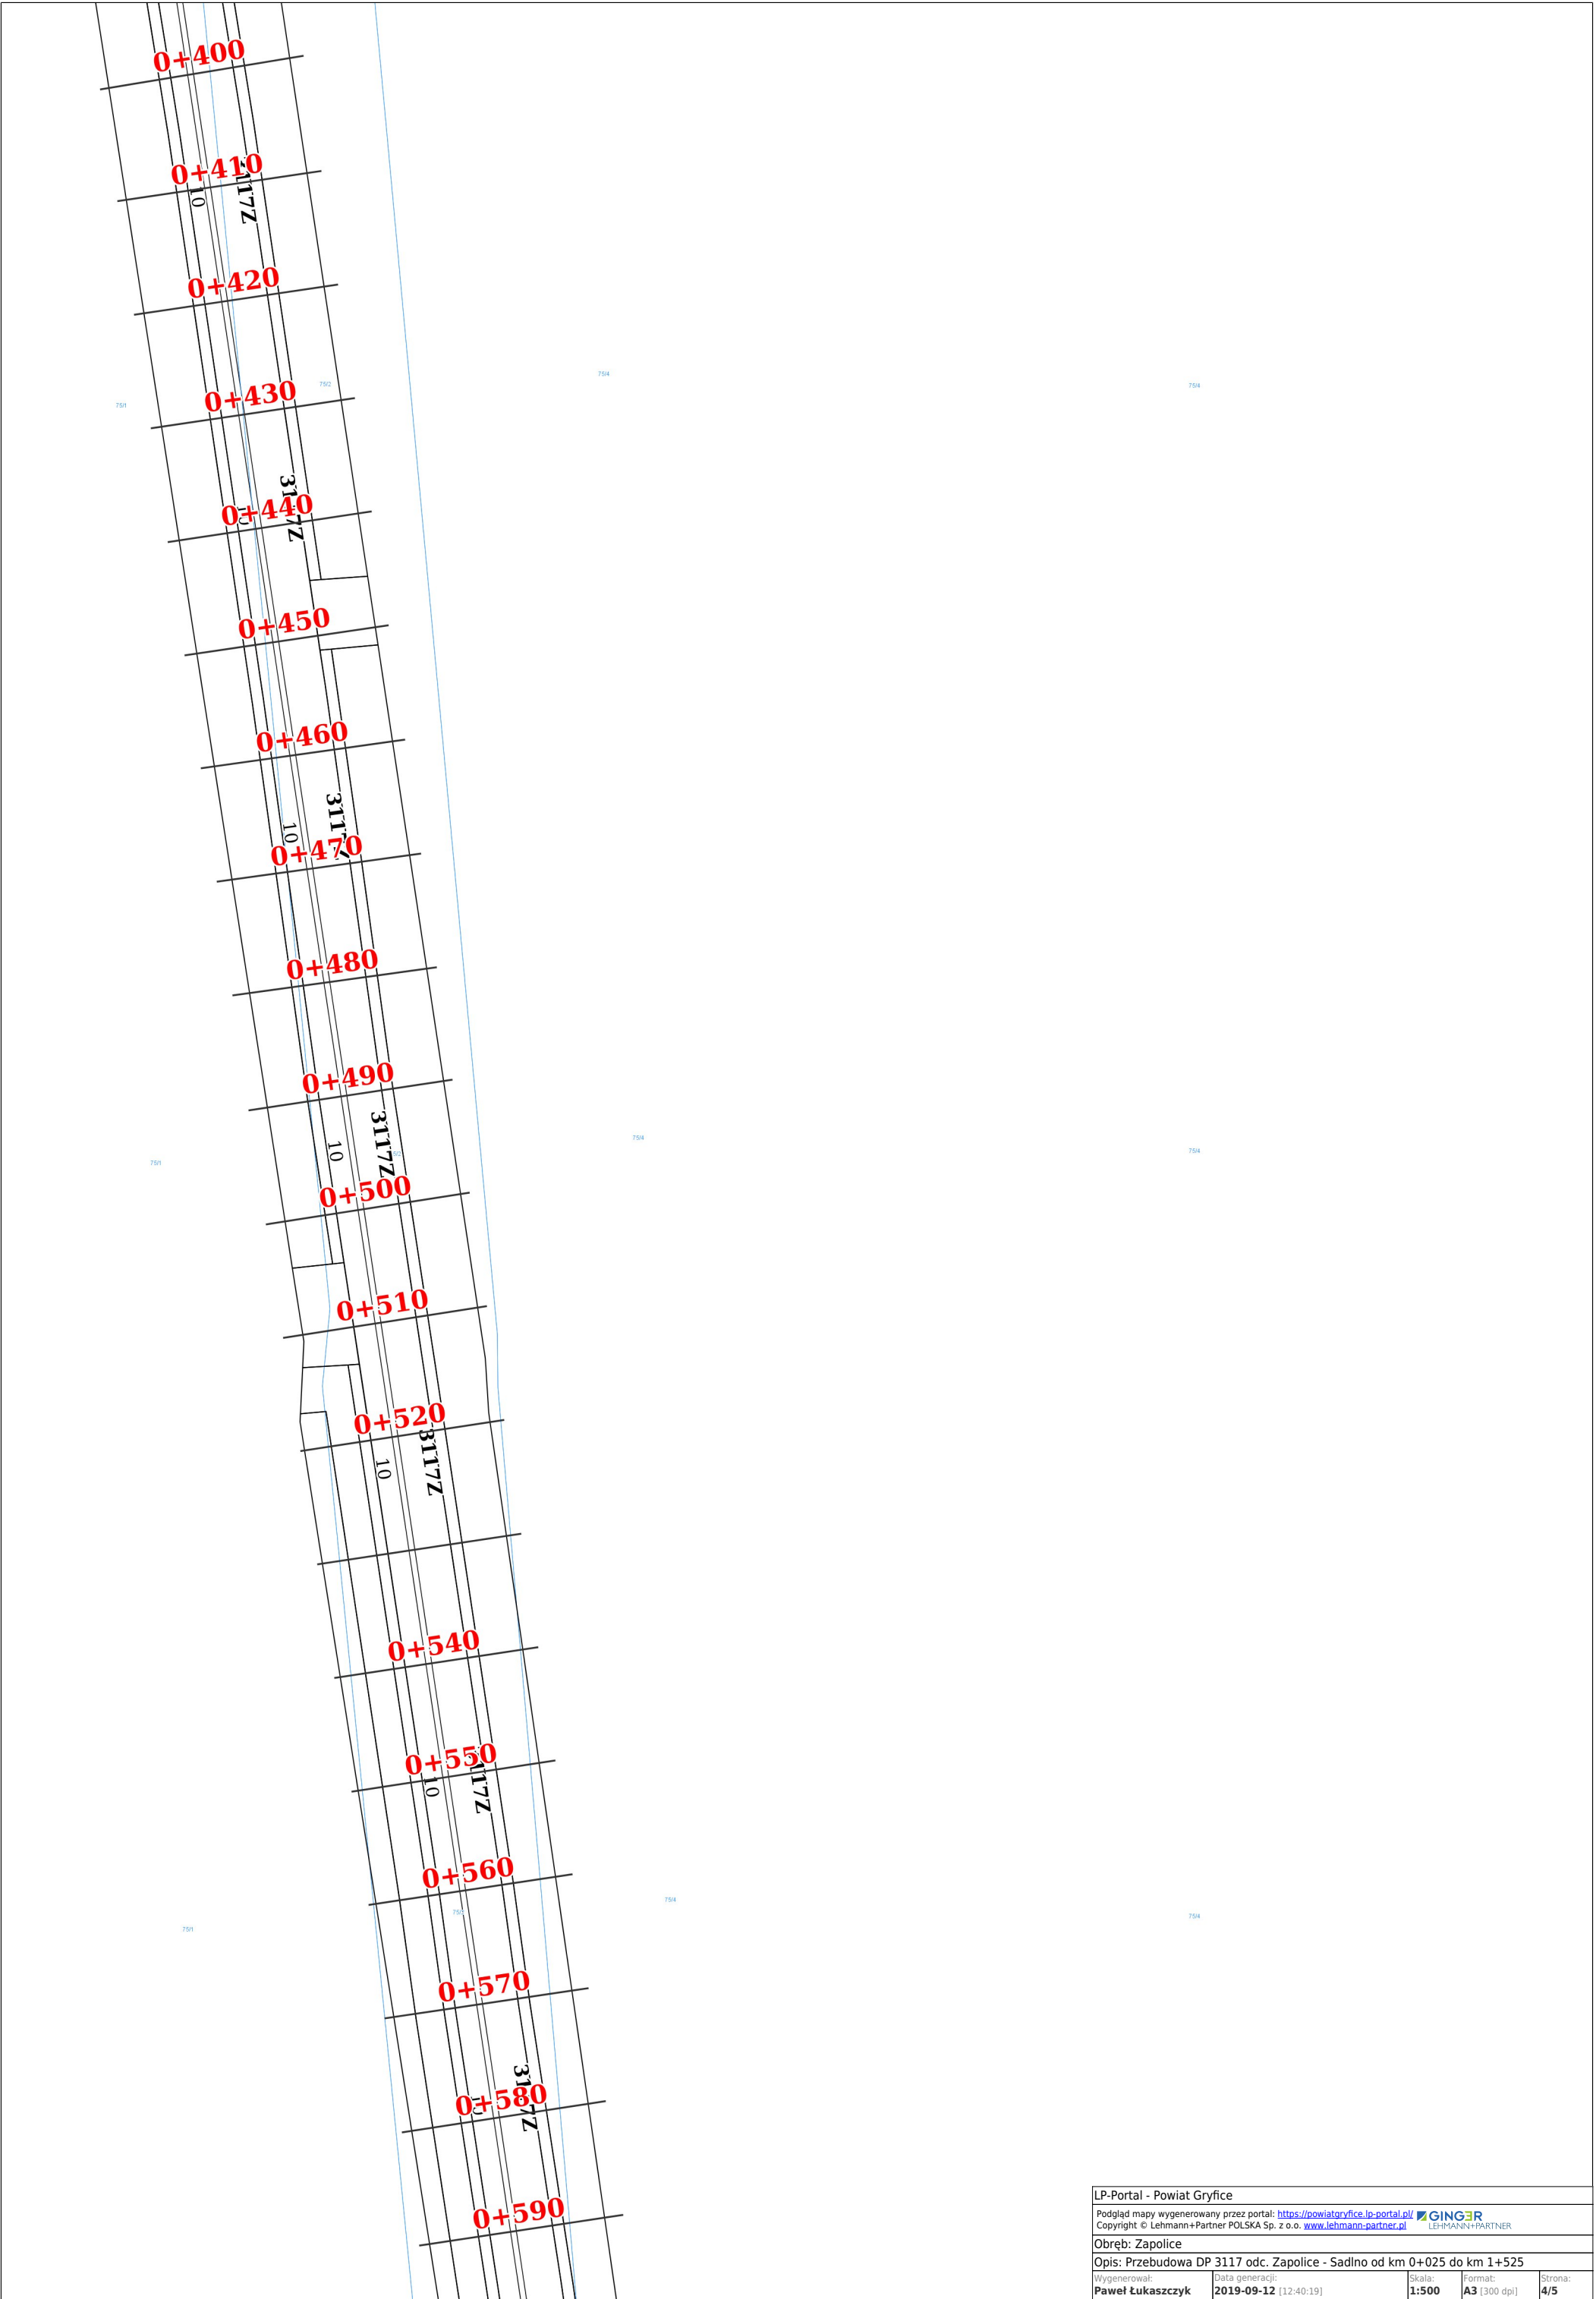 0+400
0+410
10
117Z
0+420
75/4
75/2
75/4
0+430
75/1
0+440
0+450
0+460
10
0+470
0+480
0+490
3117Z
75/4
10
75/4
75/1
0+500
0+510
0+520
3117Z
10
0+540
0+550
10
117Z
0+560
75/4
75/4
75/1
0+570
0+580
0+590
LP-Portal - Powiat Gryfice
Podgląd mapy wygenerowany przez portal: https://powiatgryfice.lp-portal.pl/
Copyright © Lehmann+Partner POLSKA Sp. z o.o. www.lehmann-partner.pl
GINGER
LEHMANN+PARTNER
Obręb: Zapolice
Opis: Przebudowa DP 3117 odc. Zapolice - Sadlno od km 0+025 do km 1+525
Wygenerował: Data generacji: Skala: Format: Strona:
Paweł Łukaszczyk 2019-09-12 [12:40:19] 1:500 A3 [300 dpi] 4/5